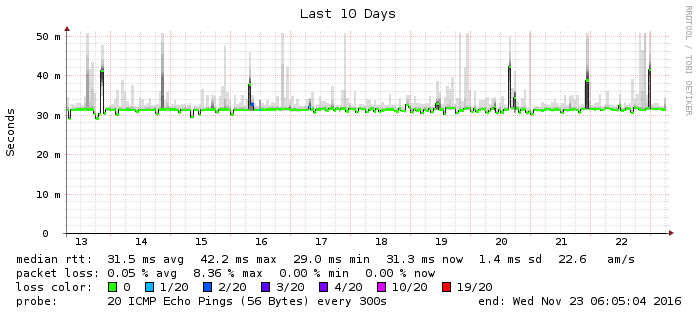 Last 10 Days
RRDTOOL / TOBI OETIKER
Seconds
50 m
40 m
30 m
20 m
10 m
0
13 14 15 16 17 18 19 20 21 22
median rtt: 31.5 ms avg 42.2 ms max 29.0 ms min 31.3 ms now 1.4 ms sd 22.6 am/s
packet loss: 0.05 % avg 8.36 % max 0.00 % min 0.00 % now
loss color: 0 1/20 2/20 3/20 4/20 10/20 19/20
probe: 20 ICMP Echo Pings (56 Bytes) every 300s end: Wed Nov 23 06:05:04 2016